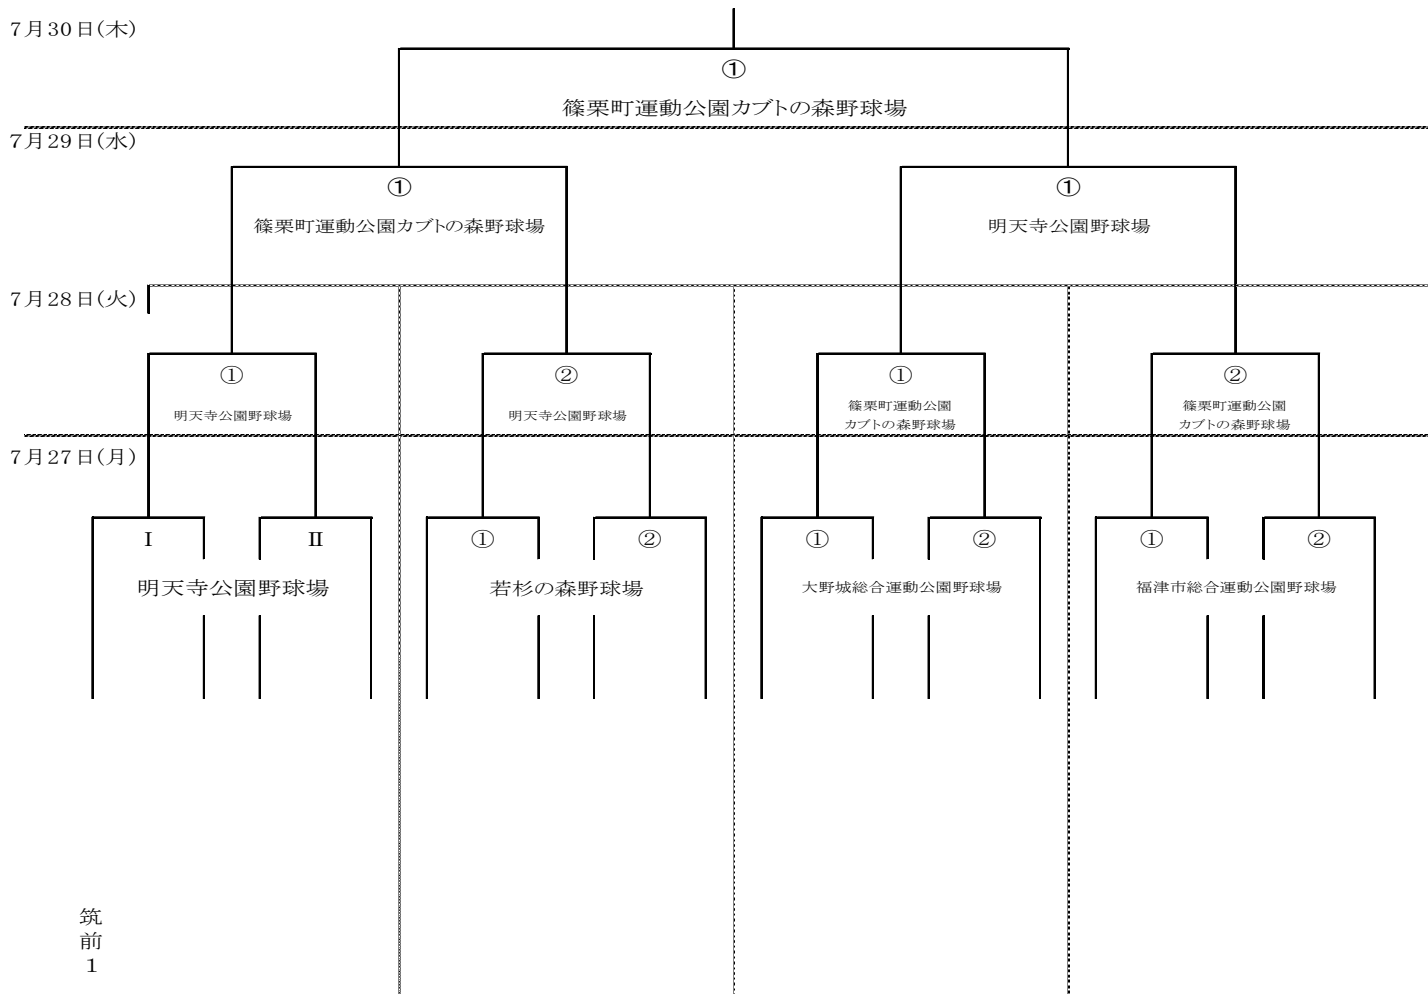 7月30日(木)
①
篠栗町運動公園カブトの森野球場
7月29日(水)
①
①
篠栗町運動公園カブトの森野球場
明天寺公園野球場
7月28日(火)
①
②
①
②
明天寺公園野球場
明天寺公園野球場
篠栗町運動公園
カブトの森野球場
篠栗町運動公園
カブトの森野球場
7月27日(月)
Ⅰ
Ⅱ
①
②
①
②
①
②
明天寺公園野球場
若杉の森野球場
大野城総合運動公園野球場
福津市総合運動公園野球場
筑前1